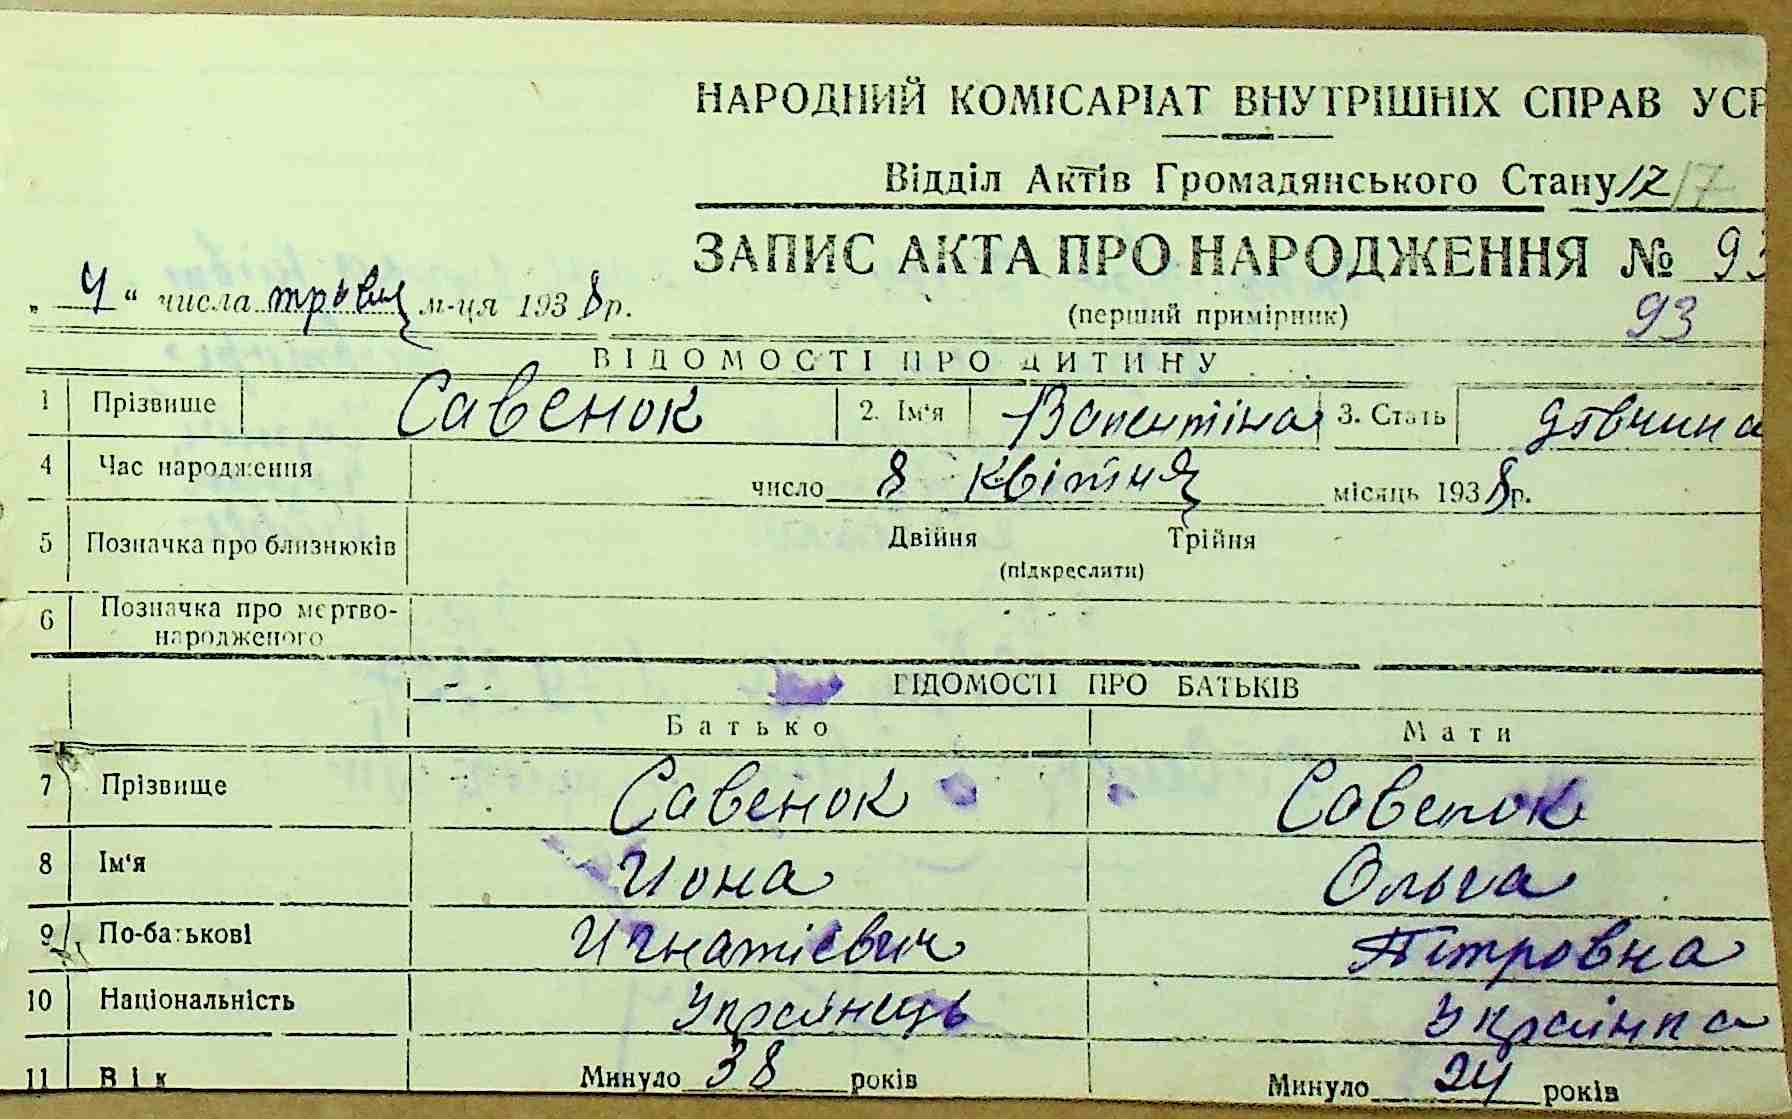 НАРОДНИЙ КОМІСАРІАТ ВНУТРІШНІХ СПРАВ УСР
Відділ Актів Громадянського Стану 17 17
ЗАПИС АКТА ПРО НАРОДЖЕННЯ № 93
„ 4 “ числа травня м-ця 1938 р.
(перший примірник) 93
ВІДОМОСТІ ПРО ДИТИНУ
1 Прізвище Савенок 2. Ім'я Валентіна 3. Стать дівчина
4 Час народження число 8 квітня місяць 1938 р.
5 Позначка про близнюків Двійня Трійня
(підкреслити)
6 Позначка про мертво-
народженого
ВІДОМОСТІ ПРО БАТЬКІВ
Батько Мати
7 Прізвище Савенок Савенок
8 Ім'я Иона Ольга
9 По-батькові Игнатієвич Петровна
10 Національність Українець Українка
11 Вік Минуло 38 років Минуло 24 років